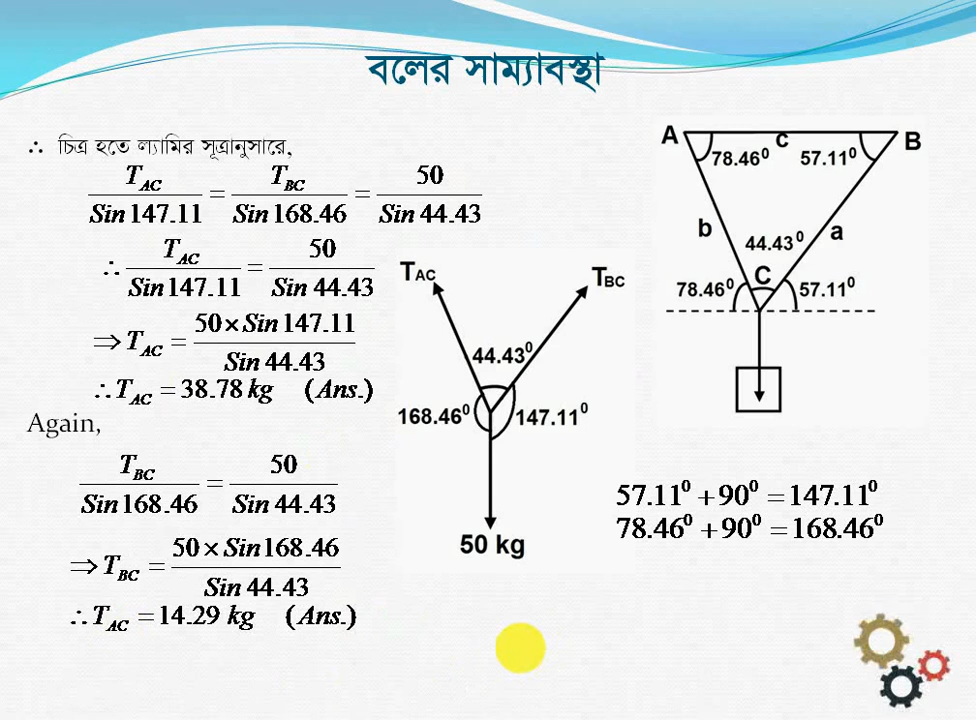 বলের সাম্যাবস্থা
∴ চিত্র হতে ল্যামির সূত্রানুসারে,
T_AC / Sin 147.11 = T_BC / Sin 168.46 = 50 / Sin 44.43
∴ T_AC / Sin 147.11 = 50 / Sin 44.43
⇒ T_AC = 50 × Sin 147.11 / Sin 44.43
∴ T_AC = 38.78 kg (Ans.)
Again,
T_BC / Sin 168.46 = 50 / Sin 44.43
⇒ T_BC = 50 × Sin 168.46 / Sin 44.43
∴ T_AC = 14.29 kg (Ans.)
T_AC T_BC
44.43⁰
168.46⁰ 147.11⁰
50 kg
A c B
78.46⁰ 57.11⁰
b a
44.43⁰
C
78.46⁰ 57.11⁰
57.11⁰ + 90⁰ = 147.11⁰
78.46⁰ + 90⁰ = 168.46⁰